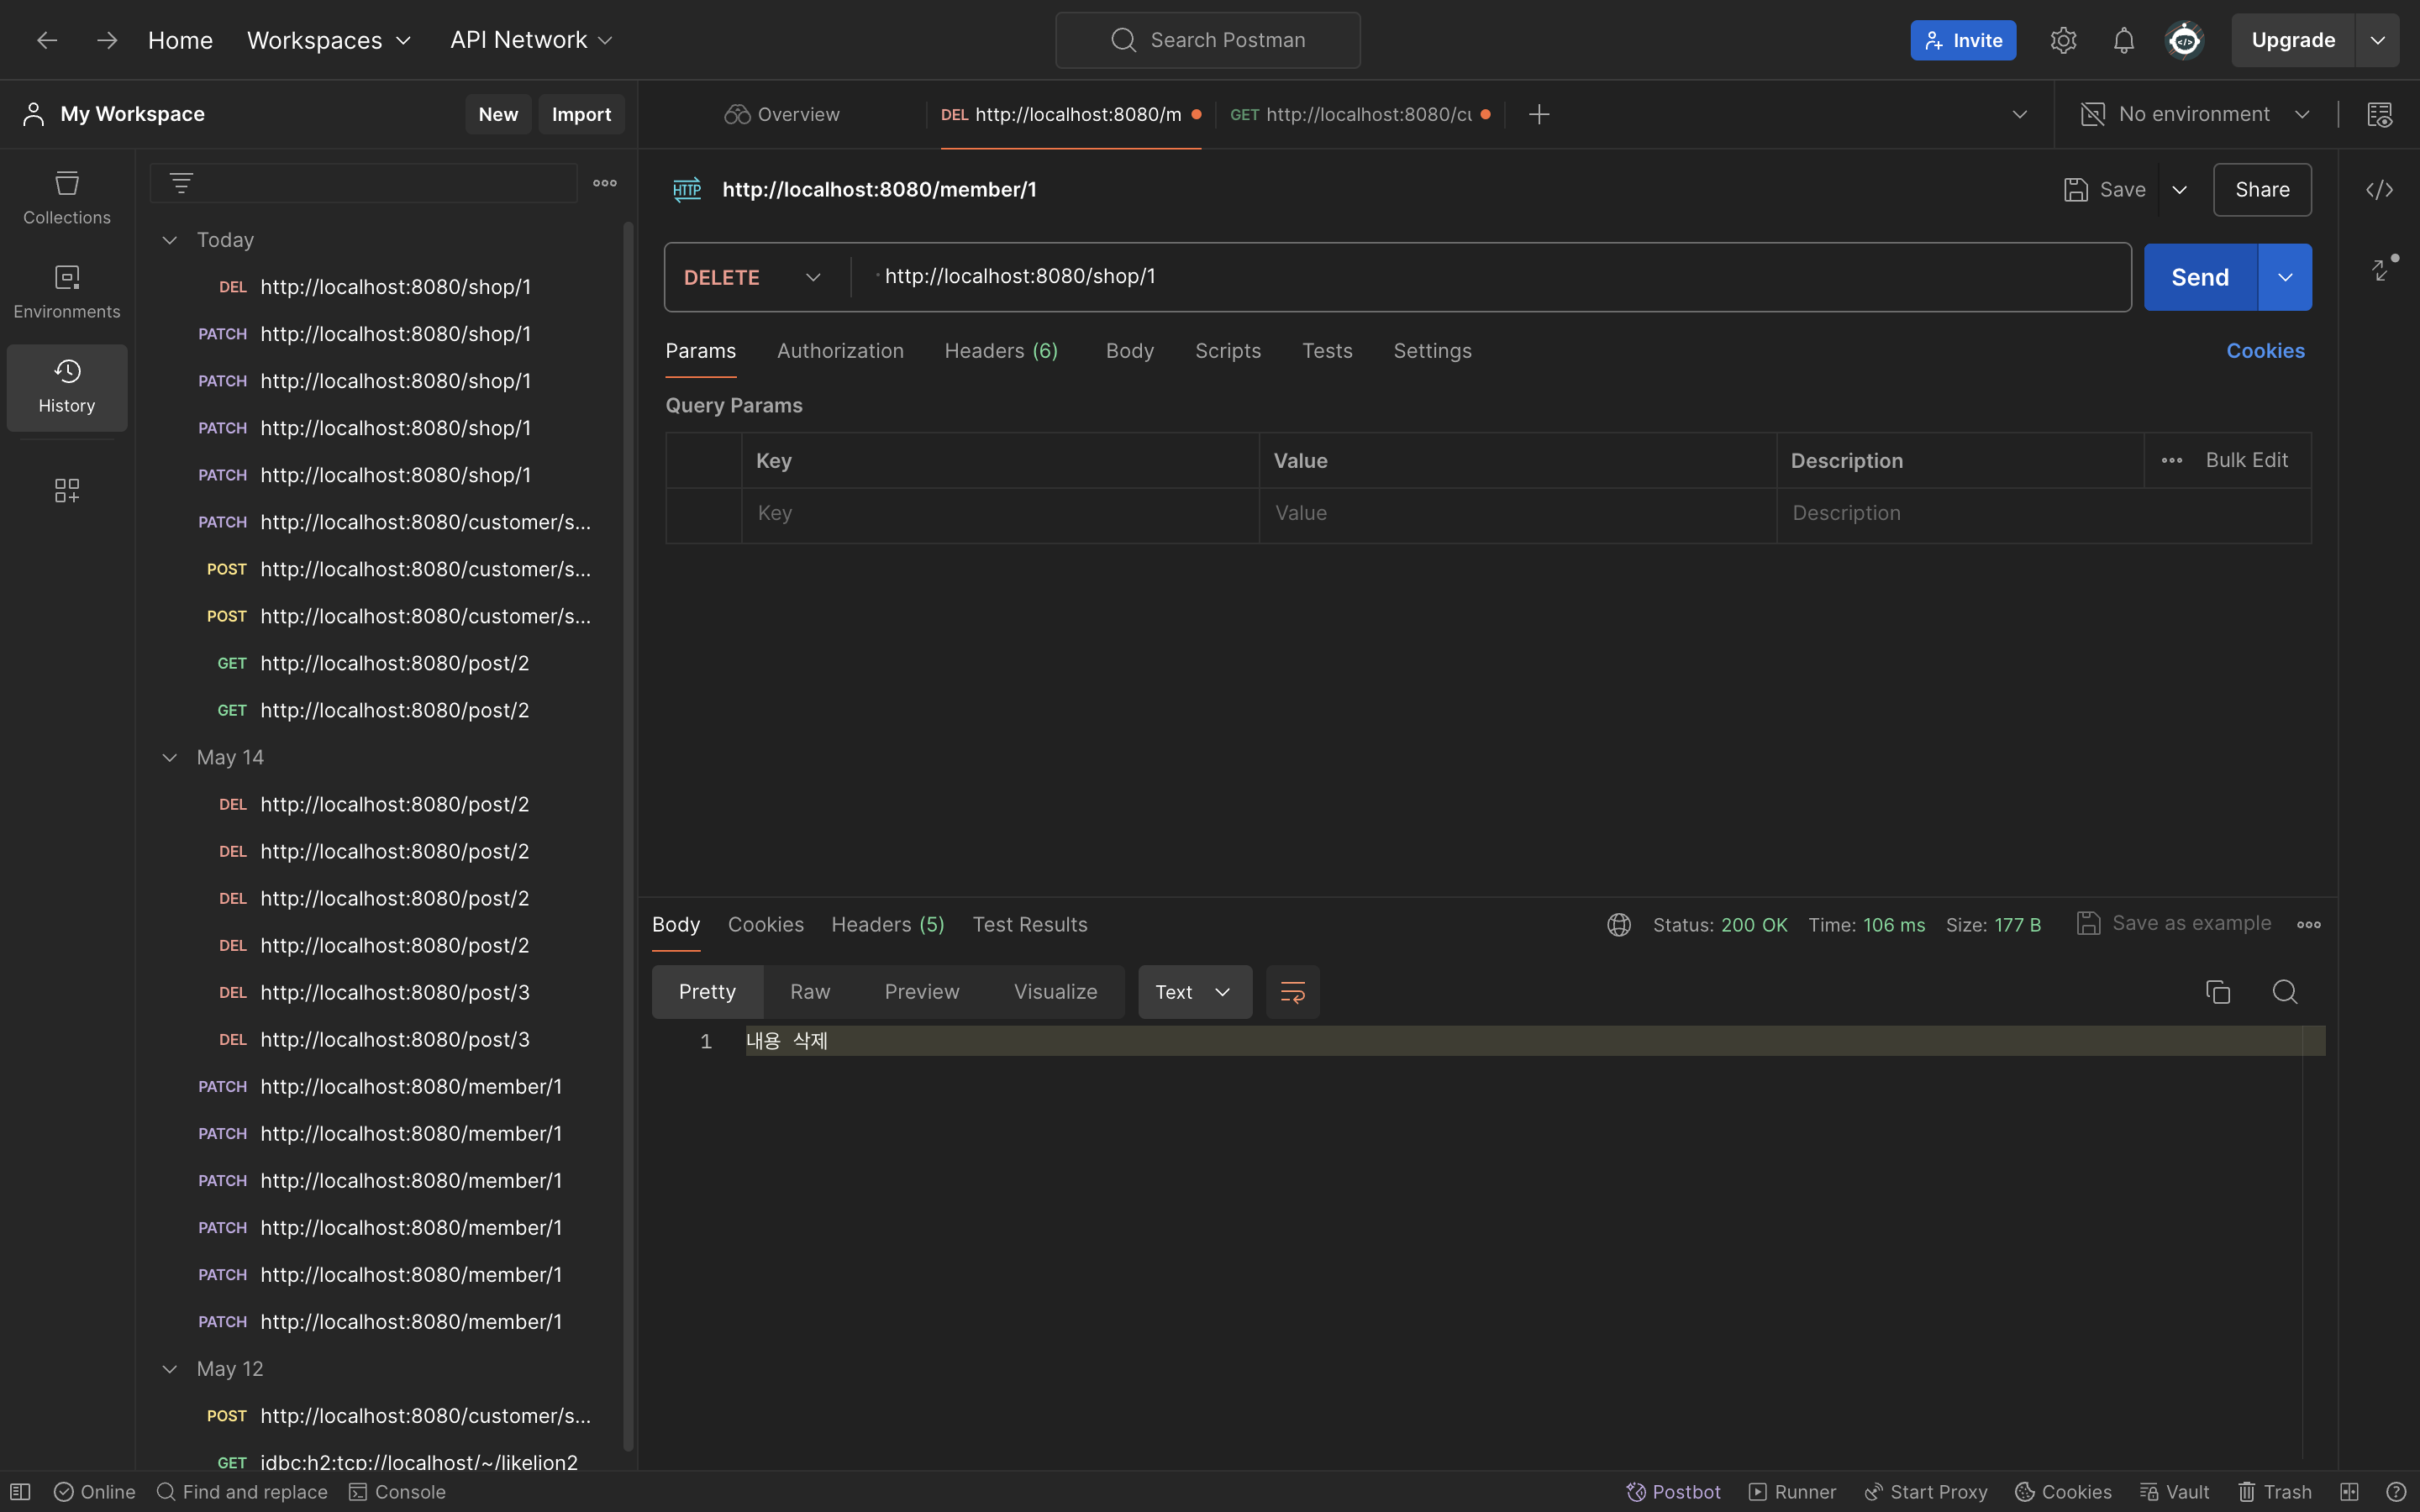 Home Workspaces API Network Search Postman Invite Upgrade
My Workspace New Import Overview DEL http://localhost:8080/m GET http://localhost:8080/cu No environment
Collections
Environments
History
Today
DEL http://localhost:8080/shop/1
PATCH http://localhost:8080/shop/1
PATCH http://localhost:8080/shop/1
PATCH http://localhost:8080/shop/1
PATCH http://localhost:8080/shop/1
PATCH http://localhost:8080/customer/s...
POST http://localhost:8080/customer/s...
POST http://localhost:8080/customer/s...
GET http://localhost:8080/post/2
GET http://localhost:8080/post/2
May 14
DEL http://localhost:8080/post/2
DEL http://localhost:8080/post/2
DEL http://localhost:8080/post/2
DEL http://localhost:8080/post/2
DEL http://localhost:8080/post/3
DEL http://localhost:8080/post/3
PATCH http://localhost:8080/member/1
PATCH http://localhost:8080/member/1
PATCH http://localhost:8080/member/1
PATCH http://localhost:8080/member/1
PATCH http://localhost:8080/member/1
PATCH http://localhost:8080/member/1
May 12
POST http://localhost:8080/customer/s...
GET jdbc:h2:tcp://localhost/~/likelion2
HTTP http://localhost:8080/member/1 Save Share
DELETE http://localhost:8080/shop/1 Send
Params Authorization Headers (6) Body Scripts Tests Settings Cookies
Query Params
Key Value Description Bulk Edit
Key Value Description
Body Cookies Headers (5) Test Results Status: 200 OK Time: 106 ms Size: 177 B Save as example
Pretty Raw Preview Visualize Text
1 내용 삭제
Online Find and replace Console Postbot Runner Start Proxy Cookies Vault Trash